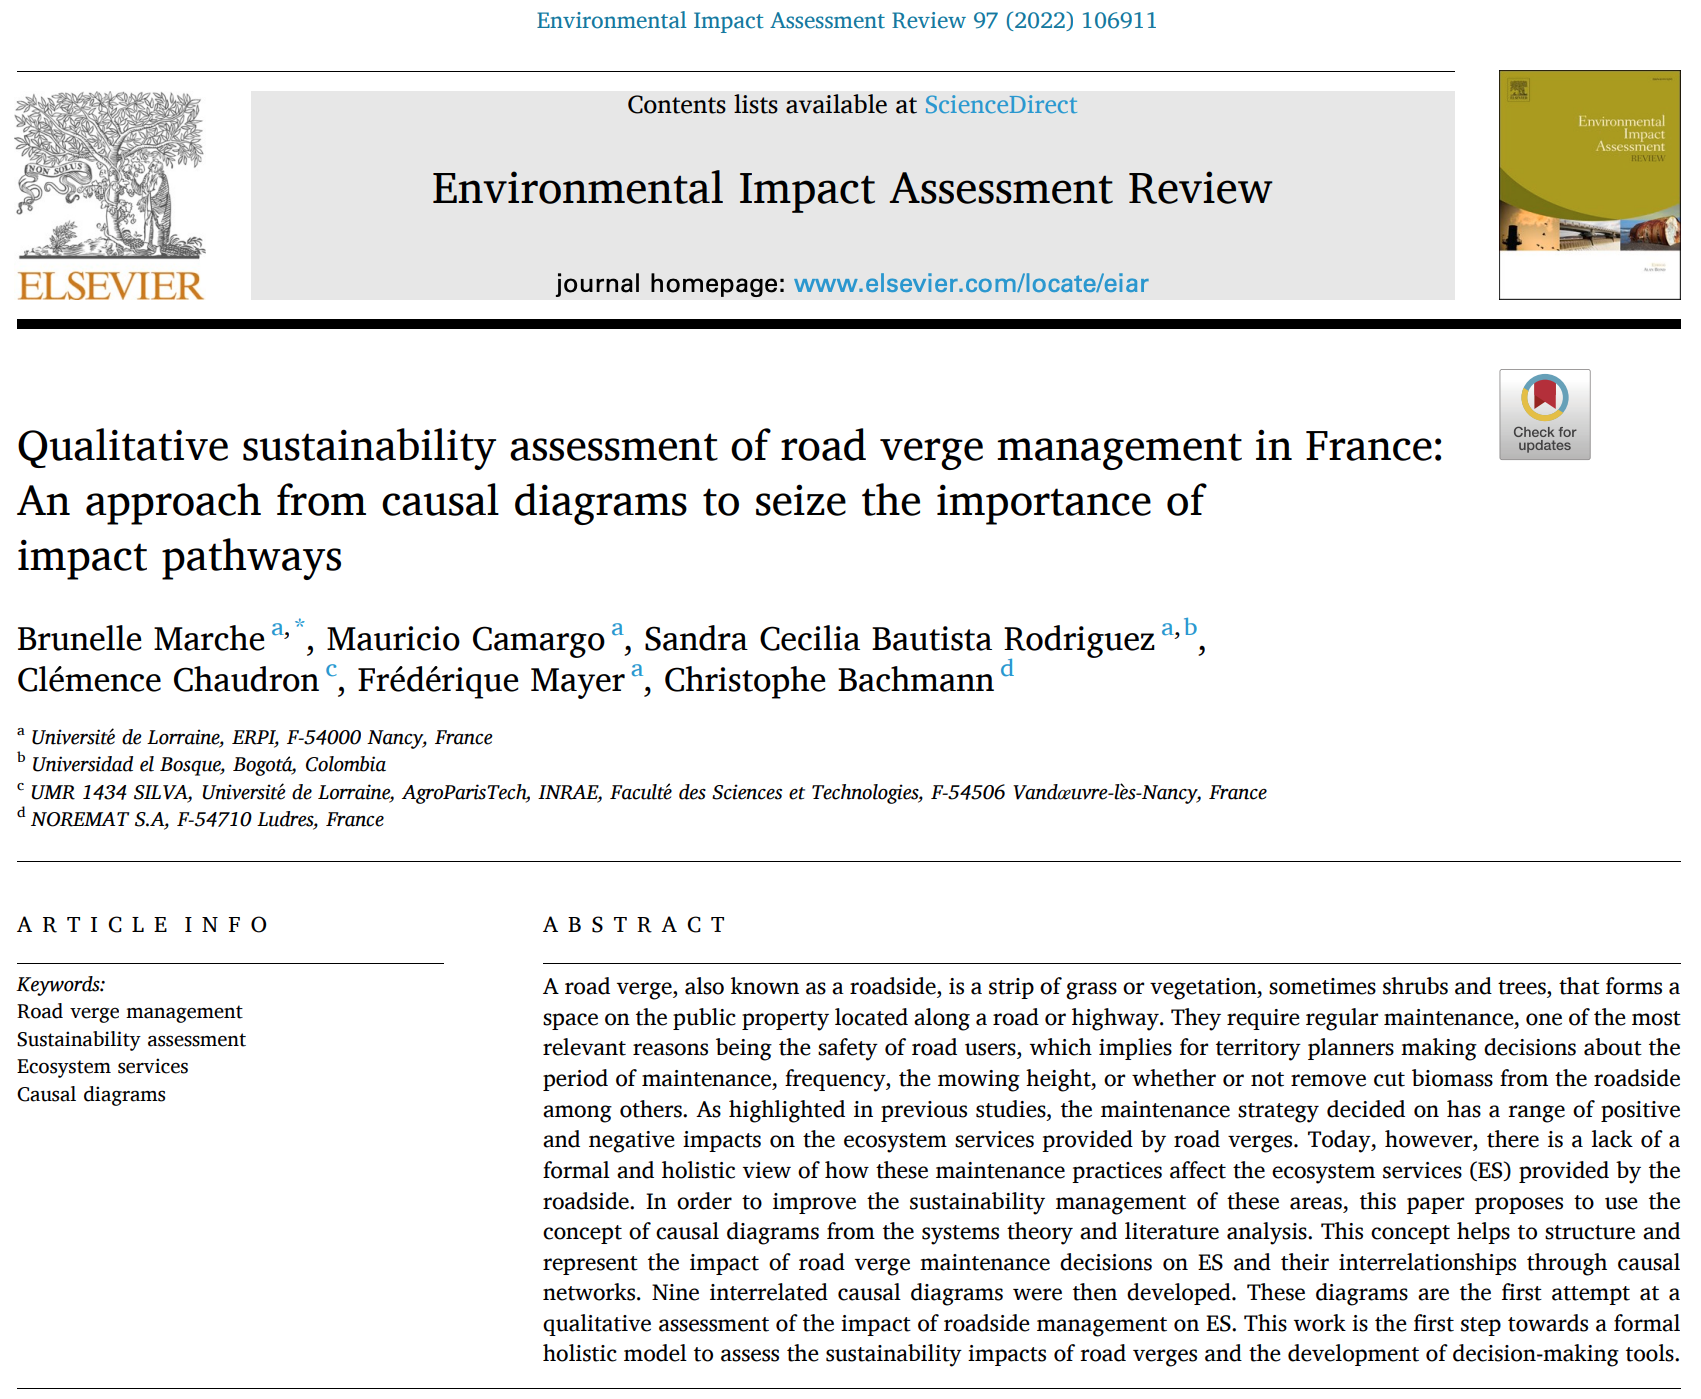 Environmental Impact Assessment Review 97 (2022) 106911
Contents lists available at ScienceDirect
Environmental Impact Assessment Review
journal homepage: www.elsevier.com/locate/eiar
NON SOLUS
ELSEVIER
Environmental
Impact
Assessment
REVIEW
Check for
updates
Qualitative sustainability assessment of road verge management in France:
An approach from causal diagrams to seize the importance of
impact pathways
Brunelle Marche a,*, Mauricio Camargo a, Sandra Cecilia Bautista Rodriguez a,b,
Clémence Chaudron c, Frédérique Mayer a, Christophe Bachmann d
a Université de Lorraine, ERPI, F-54000 Nancy, France
b Universidad el Bosque, Bogotá, Colombia
c UMR 1434 SILVA, Université de Lorraine, AgroParisTech, INRAE, Faculté des Sciences et Technologies, F-54506 Vandœuvre-lès-Nancy, France
d NOREMAT S.A, F-54710 Ludres, France
ARTICLE INFO
Keywords:
Road verge management
Sustainability assessment
Ecosystem services
Causal diagrams
ABSTRACT
A road verge, also known as a roadside, is a strip of grass or vegetation, sometimes shrubs and trees, that forms a
space on the public property located along a road or highway. They require regular maintenance, one of the most
relevant reasons being the safety of road users, which implies for territory planners making decisions about the
period of maintenance, frequency, the mowing height, or whether or not remove cut biomass from the roadside
among others. As highlighted in previous studies, the maintenance strategy decided on has a range of positive
and negative impacts on the ecosystem services provided by road verges. Today, however, there is a lack of a
formal and holistic view of how these maintenance practices affect the ecosystem services (ES) provided by the
roadside. In order to improve the sustainability management of these areas, this paper proposes to use the
concept of causal diagrams from the systems theory and literature analysis. This concept helps to structure and
represent the impact of road verge maintenance decisions on ES and their interrelationships through causal
networks. Nine interrelated causal diagrams were then developed. These diagrams are the first attempt at a
qualitative assessment of the impact of roadside management on ES. This work is the first step towards a formal
holistic model to assess the sustainability impacts of road verges and the development of decision-making tools.